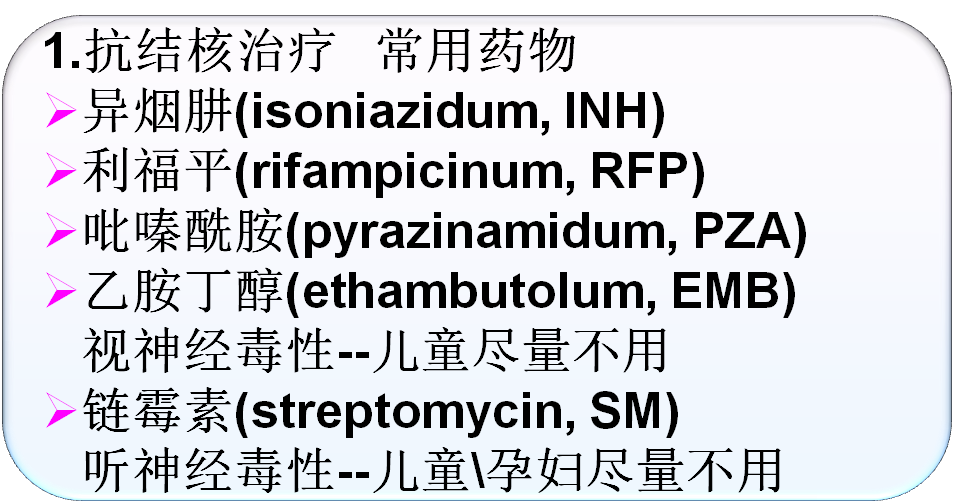 1.抗结核治疗 常用药物
异烟肼(isoniazidum, INH)
利福平(rifampicinum, RFP)
吡嗪酰胺(pyrazinamidum, PZA)
乙胺丁醇(ethambutolum, EMB)
视神经毒性--儿童尽量不用
链霉素(streptomycin, SM)
听神经毒性--儿童\孕妇尽量不用